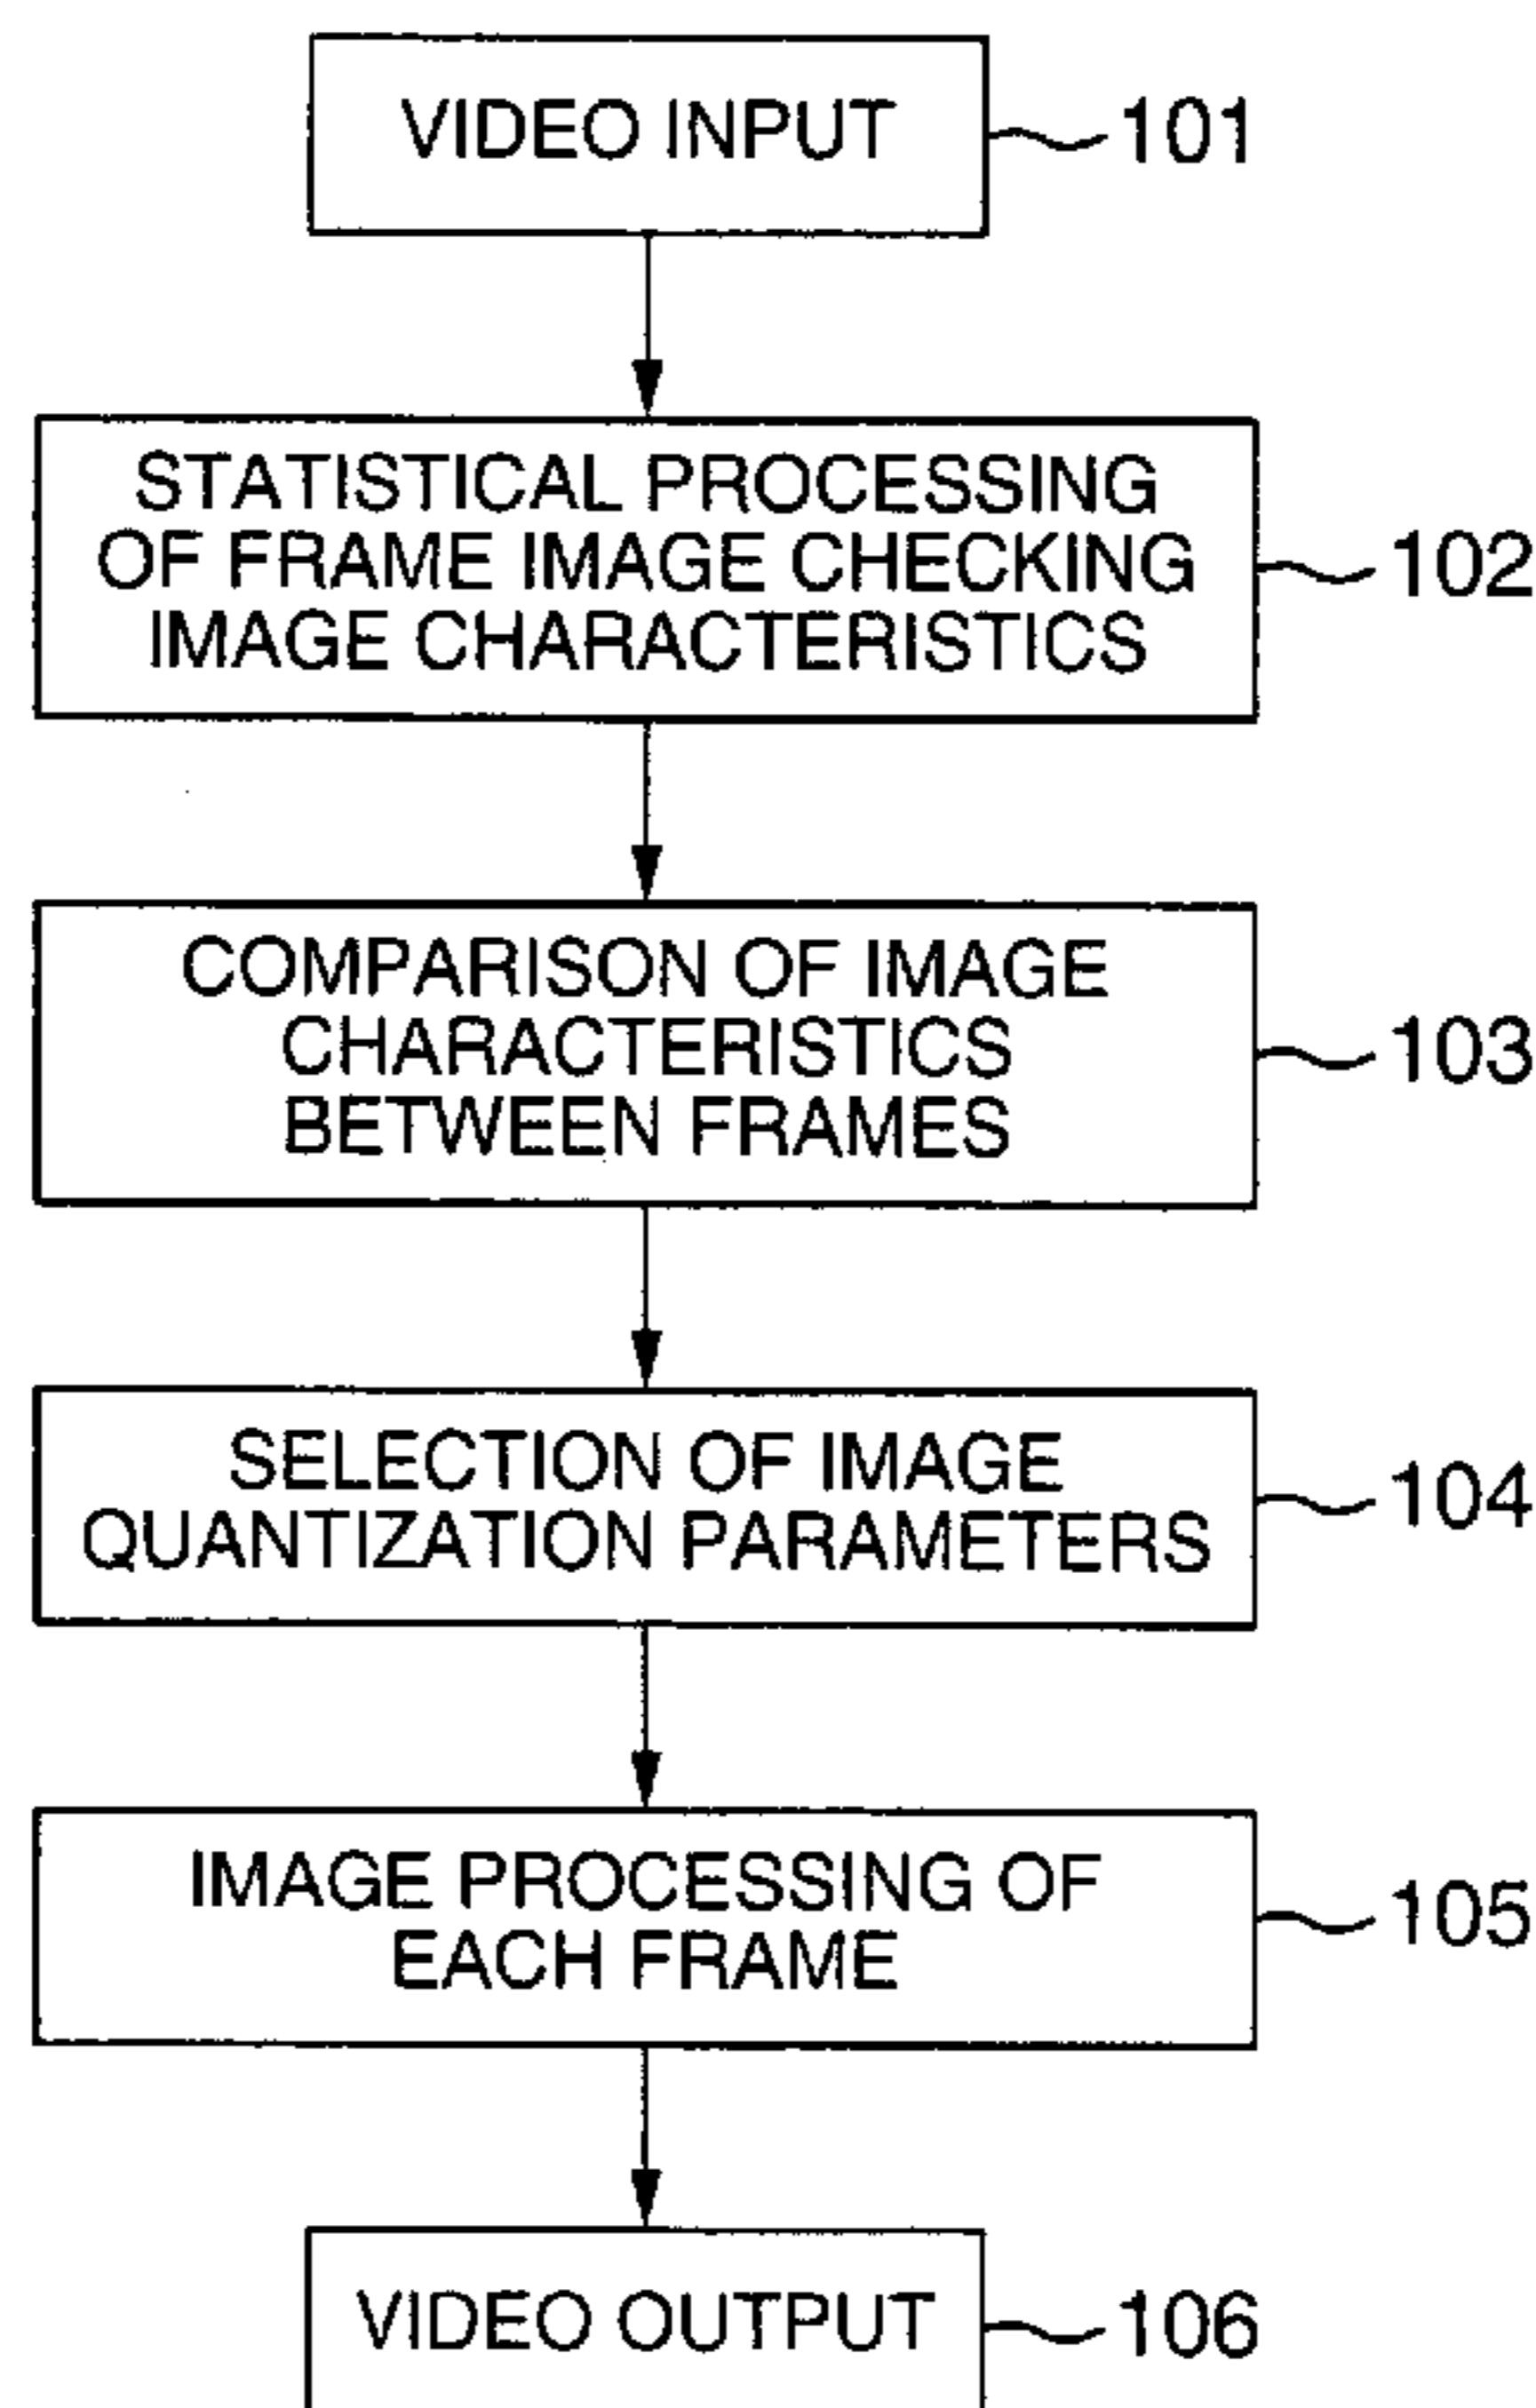 VIDEO INPUT
101
STATISTICAL PROCESSING
OF FRAME IMAGE CHECKING
IMAGE CHARACTERISTICS
102
COMPARISON OF IMAGE
CHARACTERISTICS
BETWEEN FRAMES
103
SELECTION OF IMAGE
QUANTIZATION PARAMETERS
104
IMAGE PROCESSING OF
EACH FRAME
105
VIDEO OUTPUT
106